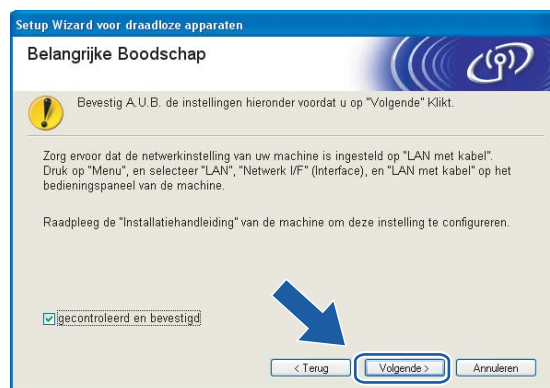 Setup Wizard voor draadloze apparaten
Belangrijke Boodschap
Bevestig A.U.B. de instellingen hieronder voordat u op "Volgende" Klikt.
Zorg ervoor dat de netwerkinstelling van uw machine is ingesteld op "LAN met kabel".
Druk op "Menu", en selecteer "LAN", "Netwerk I/F" (Interface), en "LAN met kabel" op het
bedieningspaneel van de machine.
Raadpleeg de "Installatiehandleiding" van de machine om deze instelling te configureren.
gecontroleerd en bevestigd
< Terug
Volgende >
Annuleren